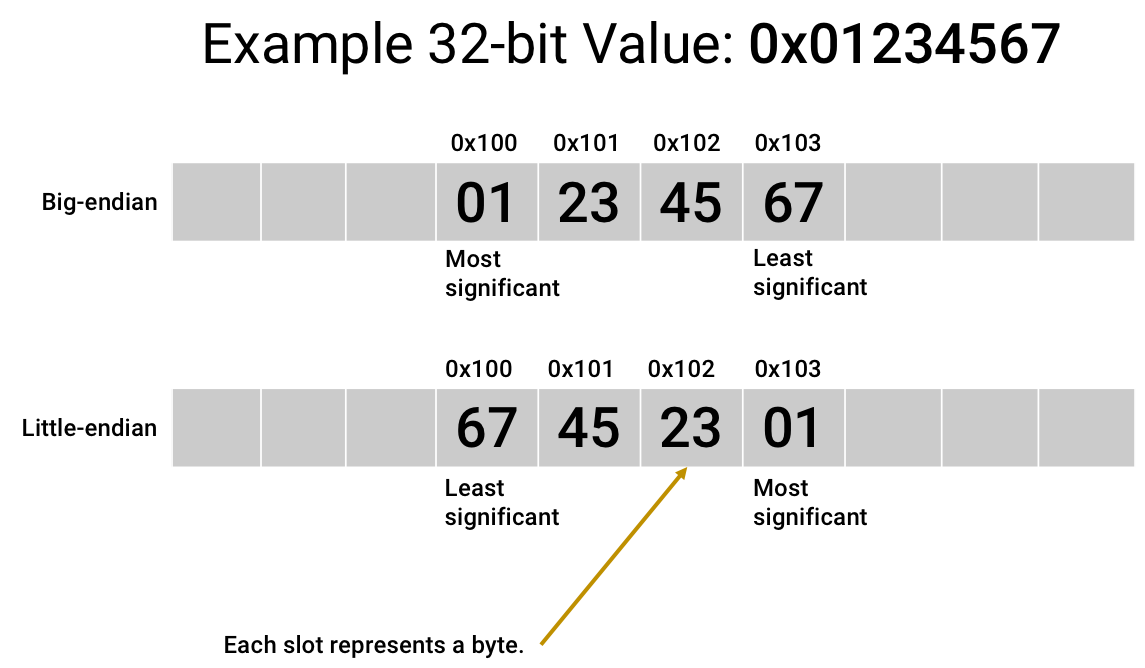 Example 32-bit Value: 0x01234567
0x100 0x101 0x102 0x103
Big-endian 01 23 45 67
Most significant
Least significant
0x100 0x101 0x102 0x103
Little-endian 67 45 23 01
Least significant
Most significant
Each slot represents a byte.